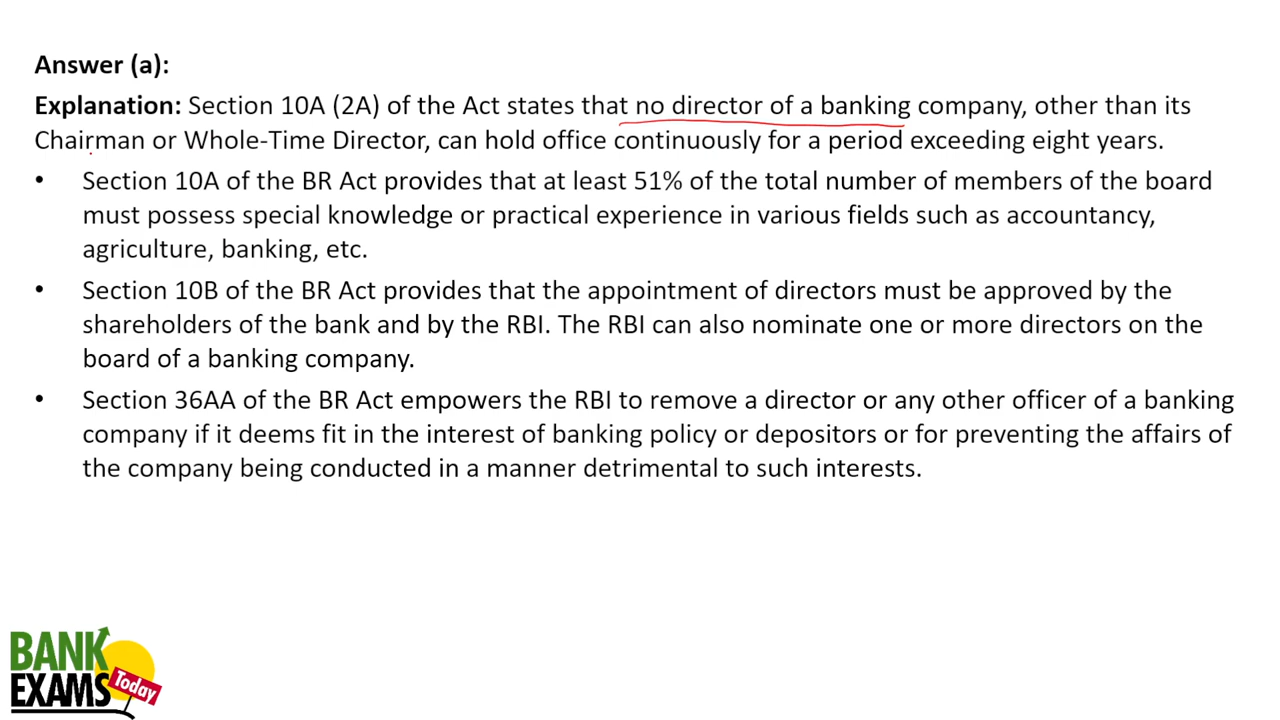 Answer (a):
Explanation: Section 10A (2A) of the Act states that no director of a banking company, other than its
Chairman or Whole-Time Director, can hold office continuously for a period exceeding eight years.
• Section 10A of the BR Act provides that at least 51% of the total number of members of the board
must possess special knowledge or practical experience in various fields such as accountancy,
agriculture, banking, etc.
• Section 10B of the BR Act provides that the appointment of directors must be approved by the
shareholders of the bank and by the RBI. The RBI can also nominate one or more directors on the
board of a banking company.
• Section 36AA of the BR Act empowers the RBI to remove a director or any other officer of a banking
company if it deems fit in the interest of banking policy or depositors or for preventing the affairs of
the company being conducted in a manner detrimental to such interests.
BANK
EXAMS Today